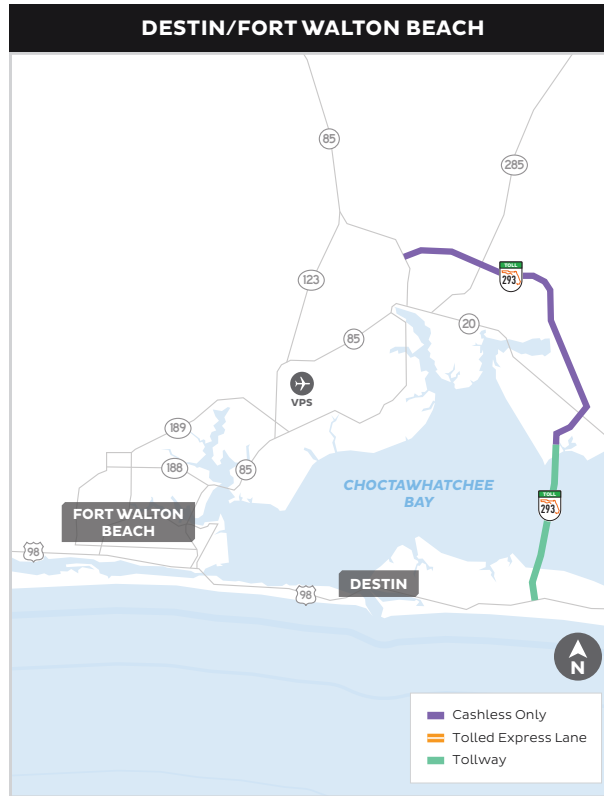 DESTIN/FORT WALTON BEACH
85
285
TOLL
293
123
20
85
VPS
189
188
85
CHOCTAWHATCHEE
BAY
TOLL
293
FORT WALTON
BEACH
98
DESTIN
98
N
Cashless Only
Tolled Express Lane
Tollway